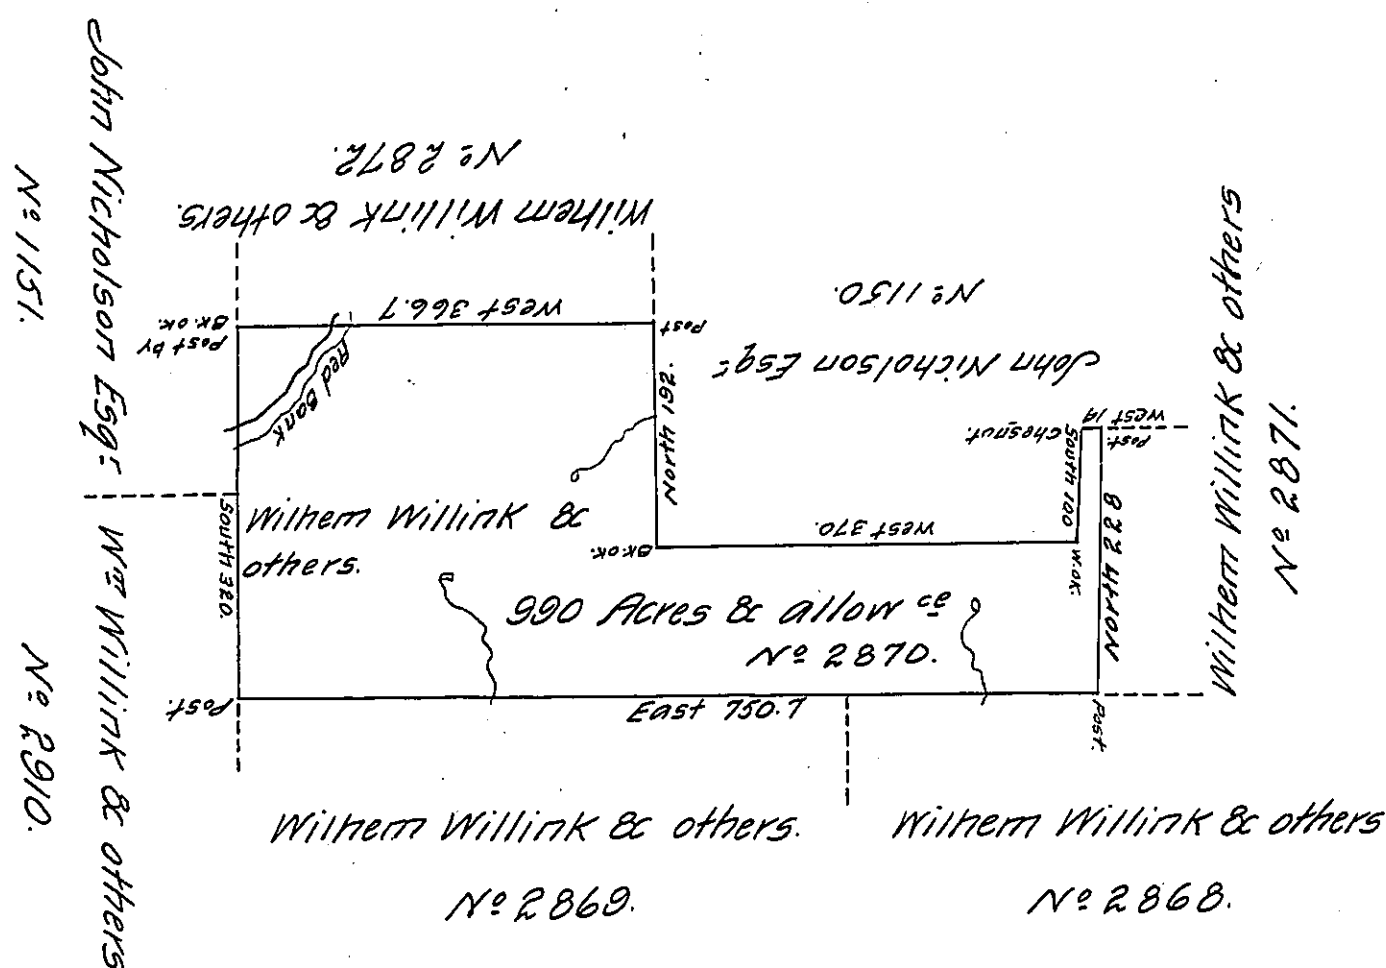 John Nicholson Esqr
No 1151.
Wm Willink & others
No 2910.
No 2872.
Wilhem Willink & others.
No 1150.
John Nicholson Esqr
Wilhem Willink & others
No 2871.
West 366.7
Post by
Bk. ok.
Red Bank
Post
North 192.
West 14
Post.
Chesnut.
South 100
W.OK.
West 370.
Bk ok.
North 228
South 320.
Wilhem Willink &
others.
990 Acres & allow ce
No 2870.
Post.
East 750.7
Post.
Wilhem Willink & others.
No 2869.
Wilhem Willink & others
No 2868.